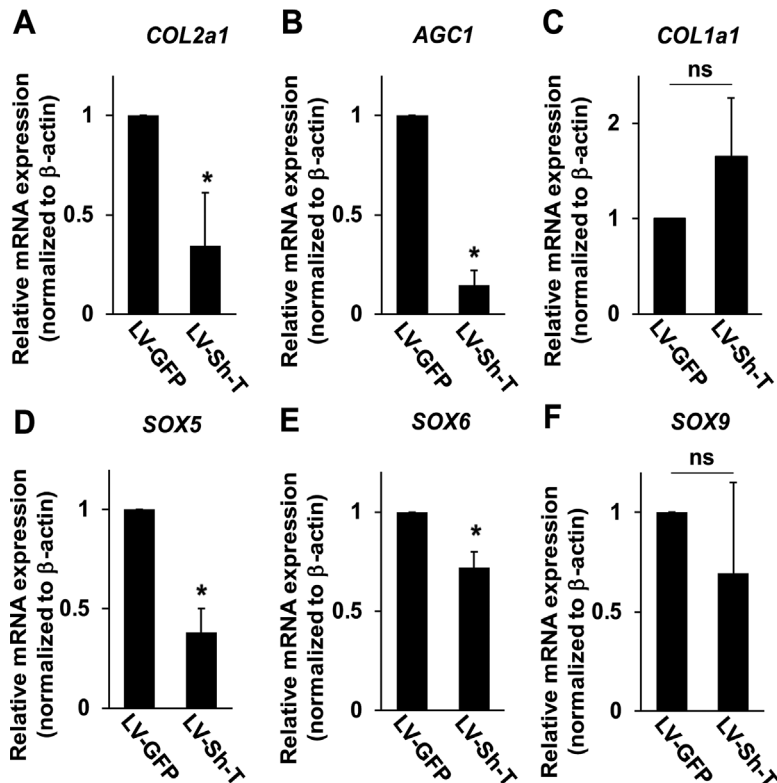 A
COL2a1
Relative mRNA expression
(normalized to β-actin)
1
0.5
0
*
LV-GFP
LV-Sh-T
B
AGC1
Relative mRNA expression
(normalized to β-actin)
1
0.5
0
*
LV-GFP
LV-Sh-T
C
COL1a1
Relative mRNA expression
(normalized to β-actin)
2
1
0
ns
LV-GFP
LV-Sh-T
D
SOX5
Relative mRNA expression
(normalized to β-actin)
1
0.5
0
*
LV-GFP
LV-Sh-T
E
SOX6
Relative mRNA expression
(normalized to β-actin)
1
0.5
0
*
LV-GFP
LV-Sh-T
F
SOX9
Relative mRNA expression
(normalized to β-actin)
1
0.5
0
ns
LV-GFP
LV-Sh-T